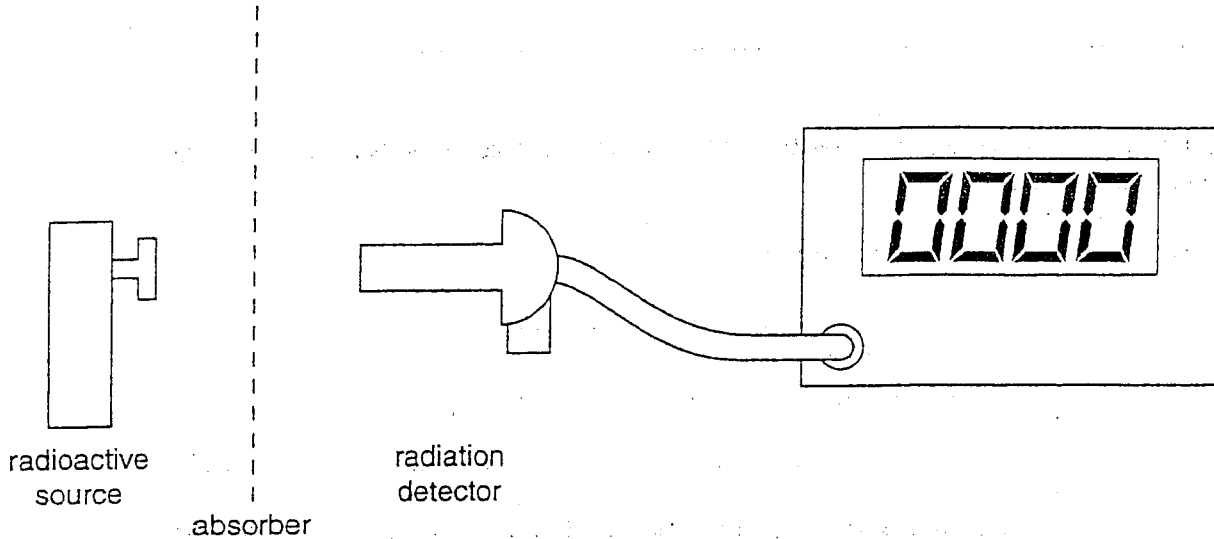 0000
radioactive
source
absorber
radiation
detector